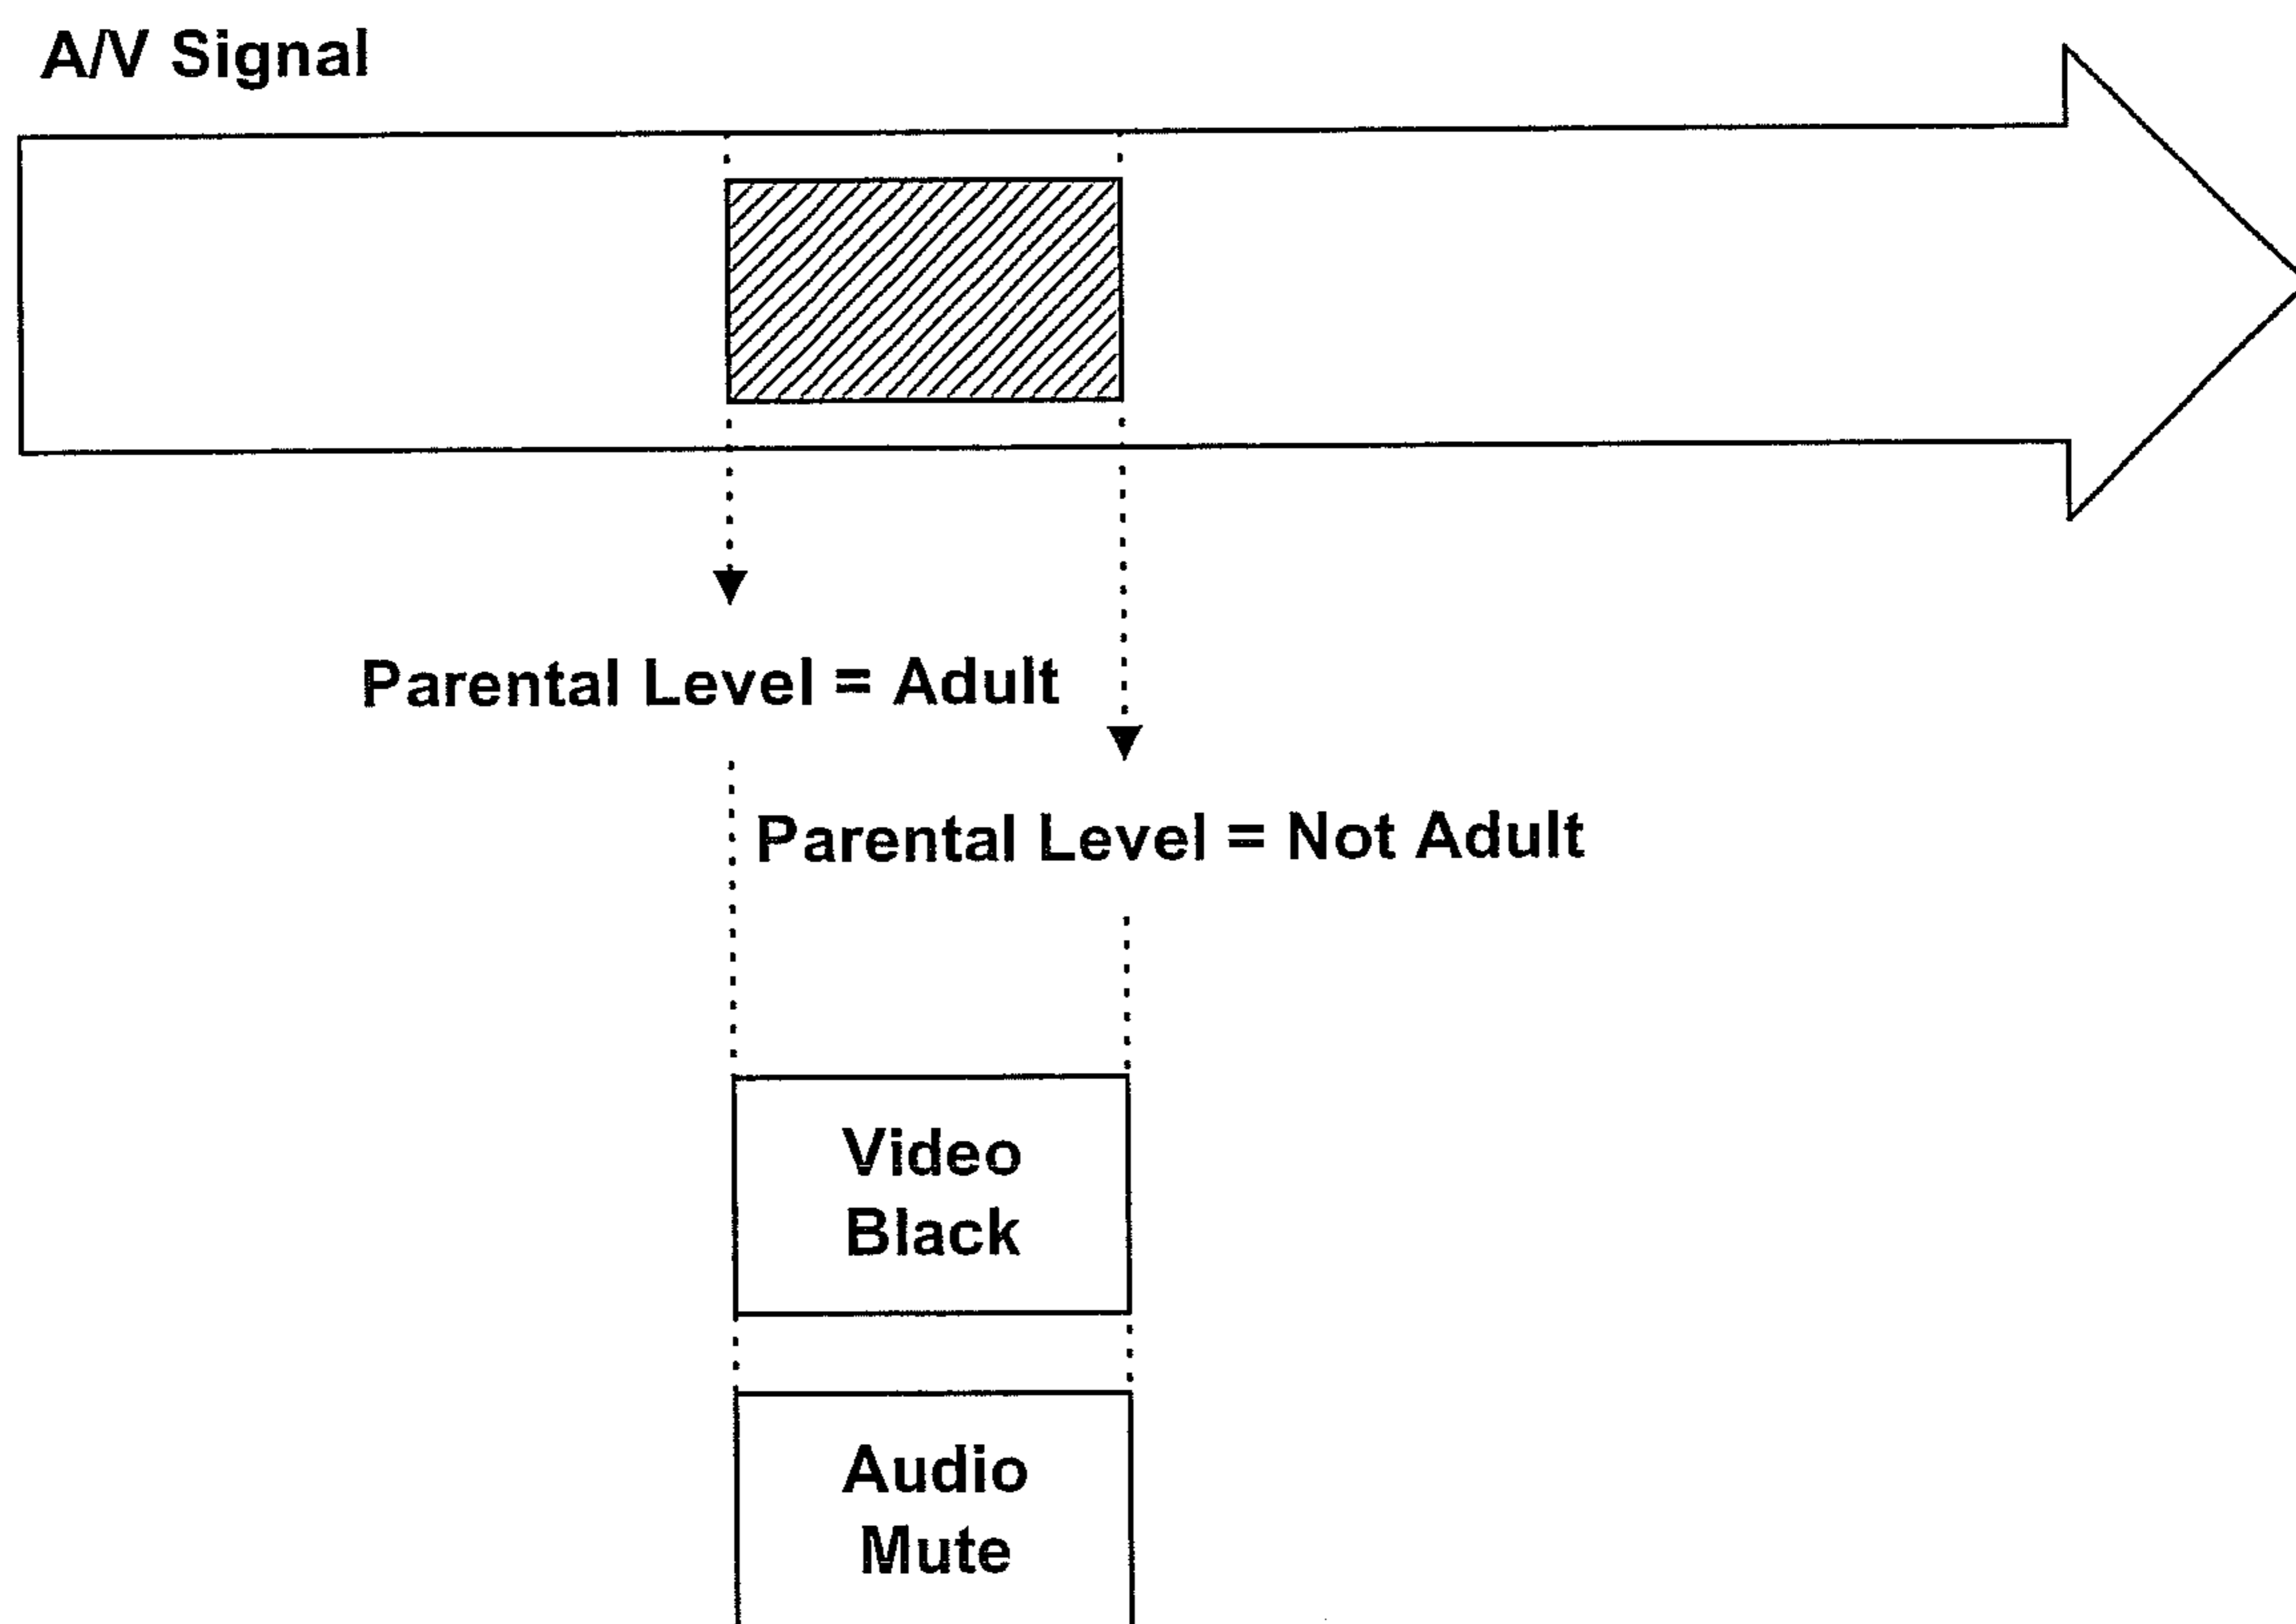 A/V Signal
Parental Level = Adult
Parental Level = Not Adult
Video
Black
Audio
Mute